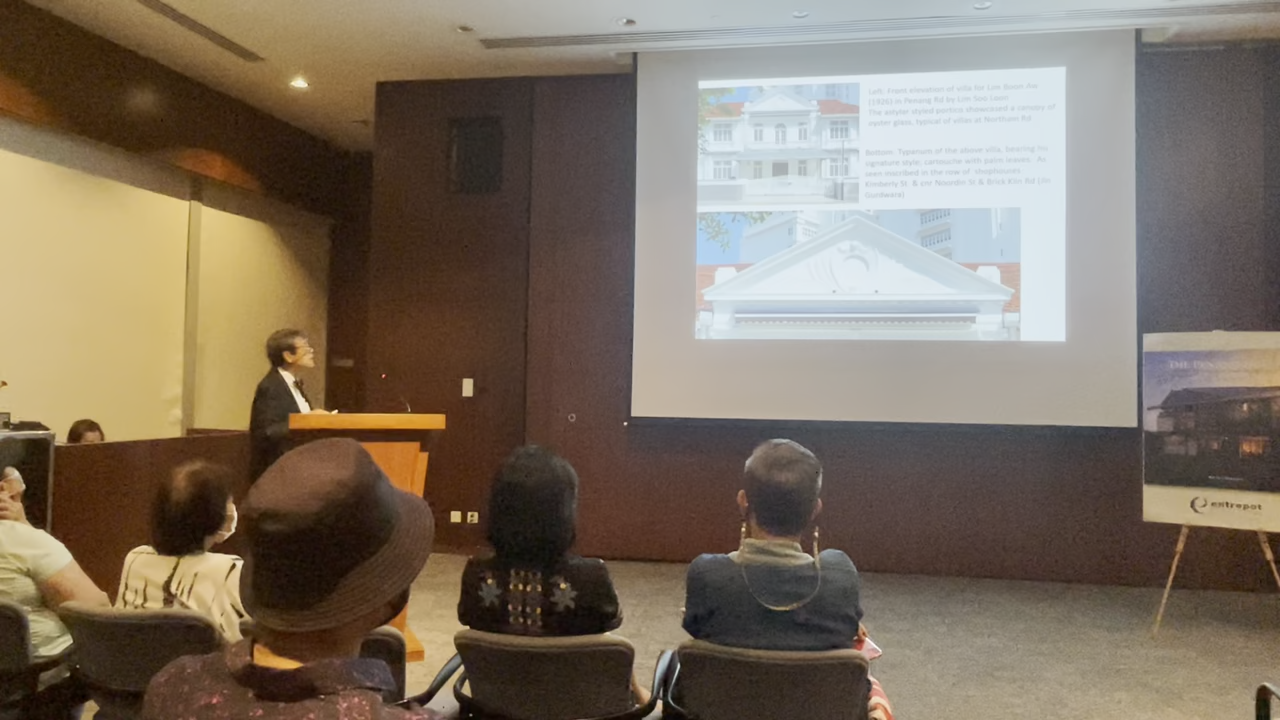 Left: Front elevation of villa for Lim Boon Aw
(1926) in Penang Rd by Lim Soo Loon
The astyler styled portico showcased a canopy of
oyster glass, typical of villas at Northam Rd
Bottom: Typanum of the above villa, bearing his
signature style: cartouche with palm leaves. As
seen inscribed in the row of shophouses
Kimberly St & cnr Noordin St & Brick Kiln Rd (Jln
Gurdwara)
THE
entrepot